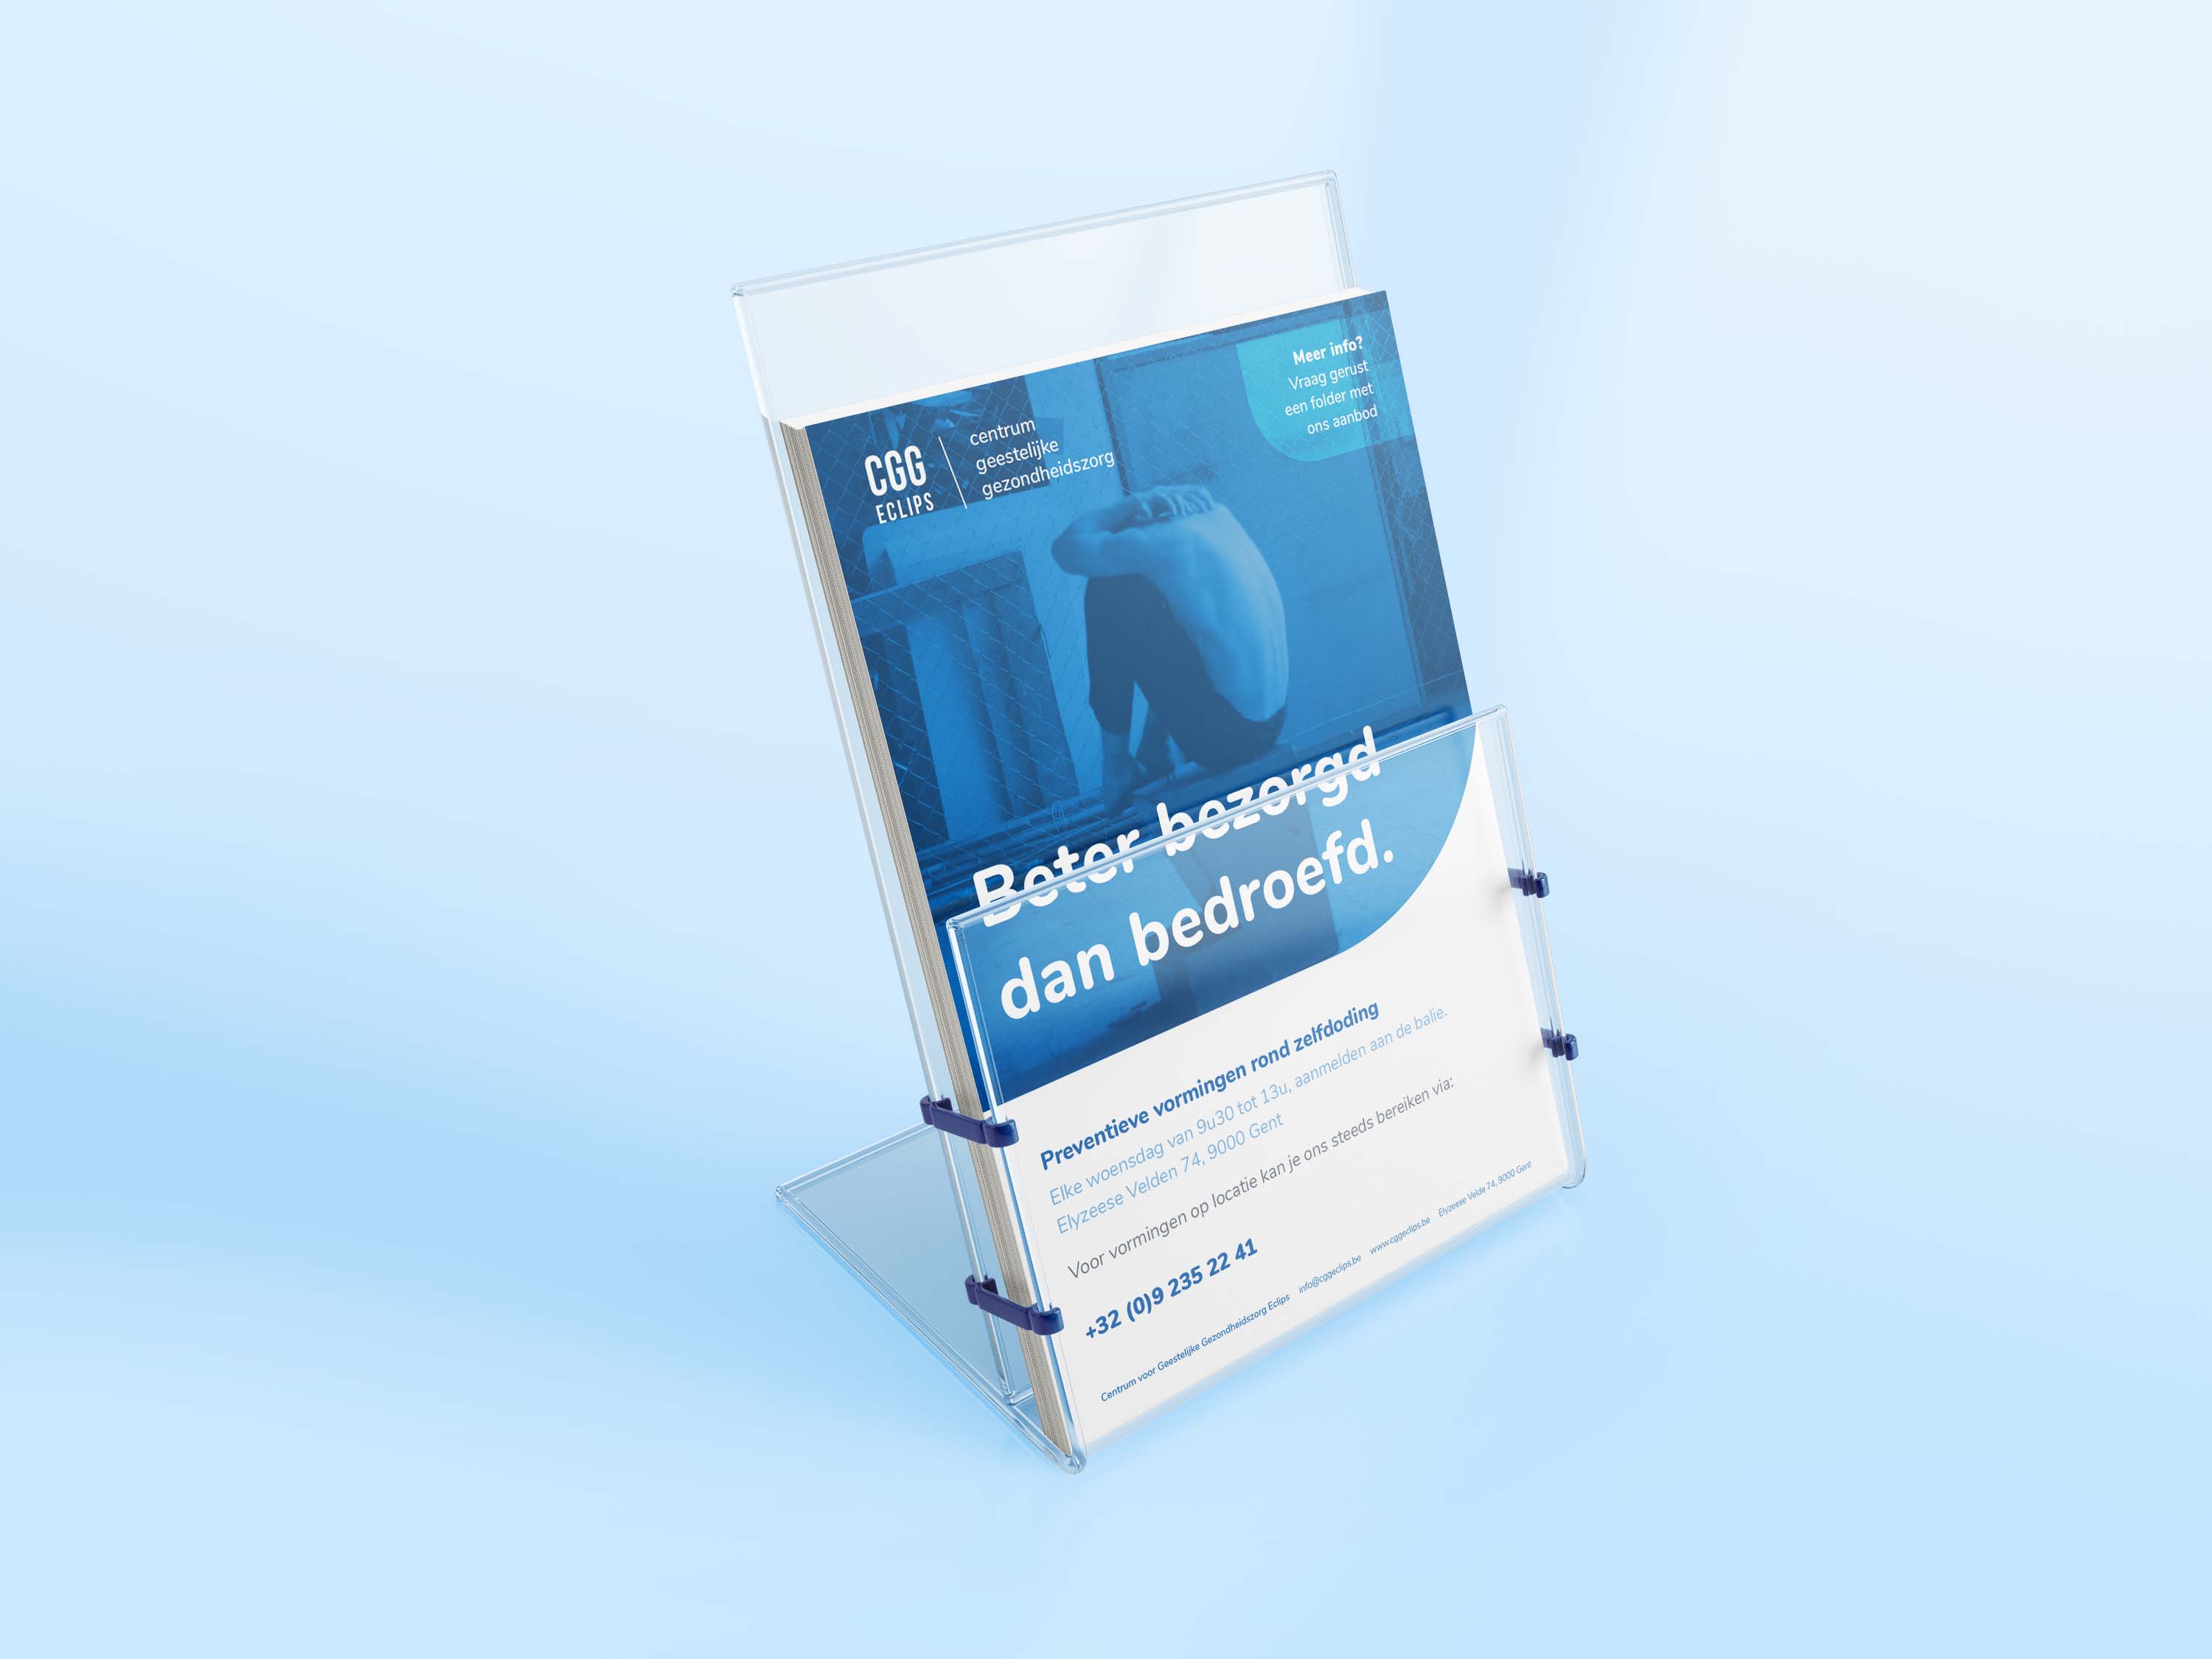 CGG
ECLIPS
centrum
geestelijke
gezondheidszorg
Meer info?
Vraag gerust
een folder met
ons aanbod
Beter bezorgd
dan bedroefd.
Preventieve vormingen rond zelfdoding
Elke woensdag van 9u30 tot 13u, aanmelden aan de balie.
Elyzeese Velden 74, 9000 Gent
Voor vormingen op locatie kan je ons steeds bereiken via:
+32 (0)9 235 22 41
Centrum voor Geestelijke Gezondheidszorg Eclips info@cggeclips.be www.cggeclips.be Elyzeese Velde 74, 9000 Gent